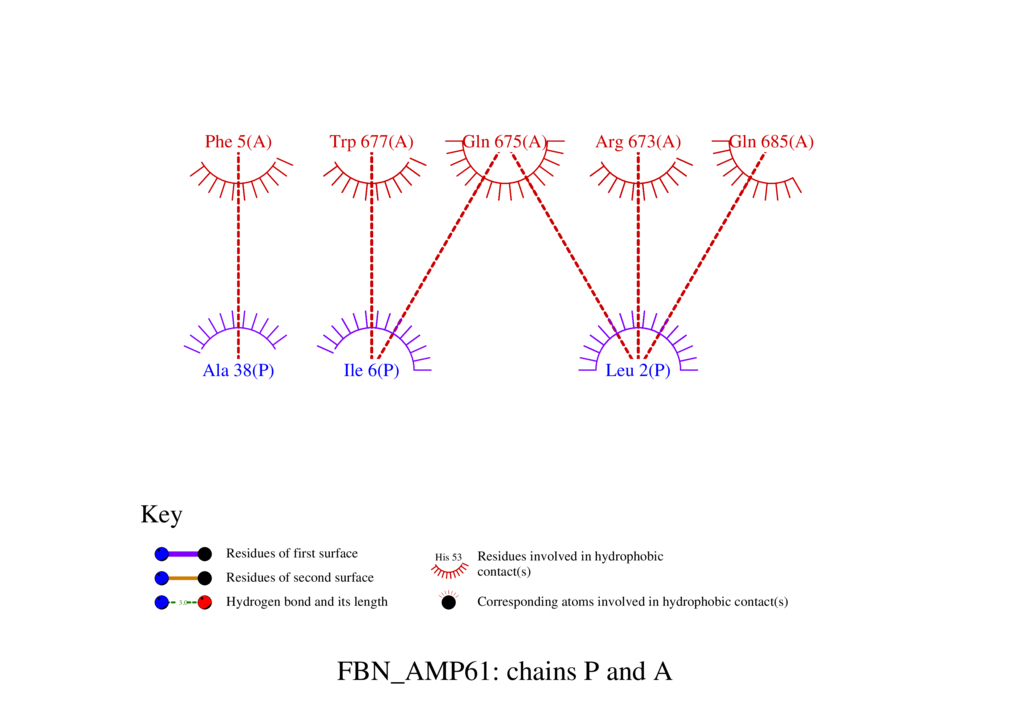 Phe 5(A) Trp 677(A) Gln 675(A) Arg 673(A) Gln 685(A)
Ala 38(P) Ile 6(P) Leu 2(P)
Key
Residues of first surface
Residues of second surface
3.0
Hydrogen bond and its length
His 53
Residues involved in hydrophobic
contact(s)
Corresponding atoms involved in hydrophobic contact(s)
FBN_AMP61: chains P and A